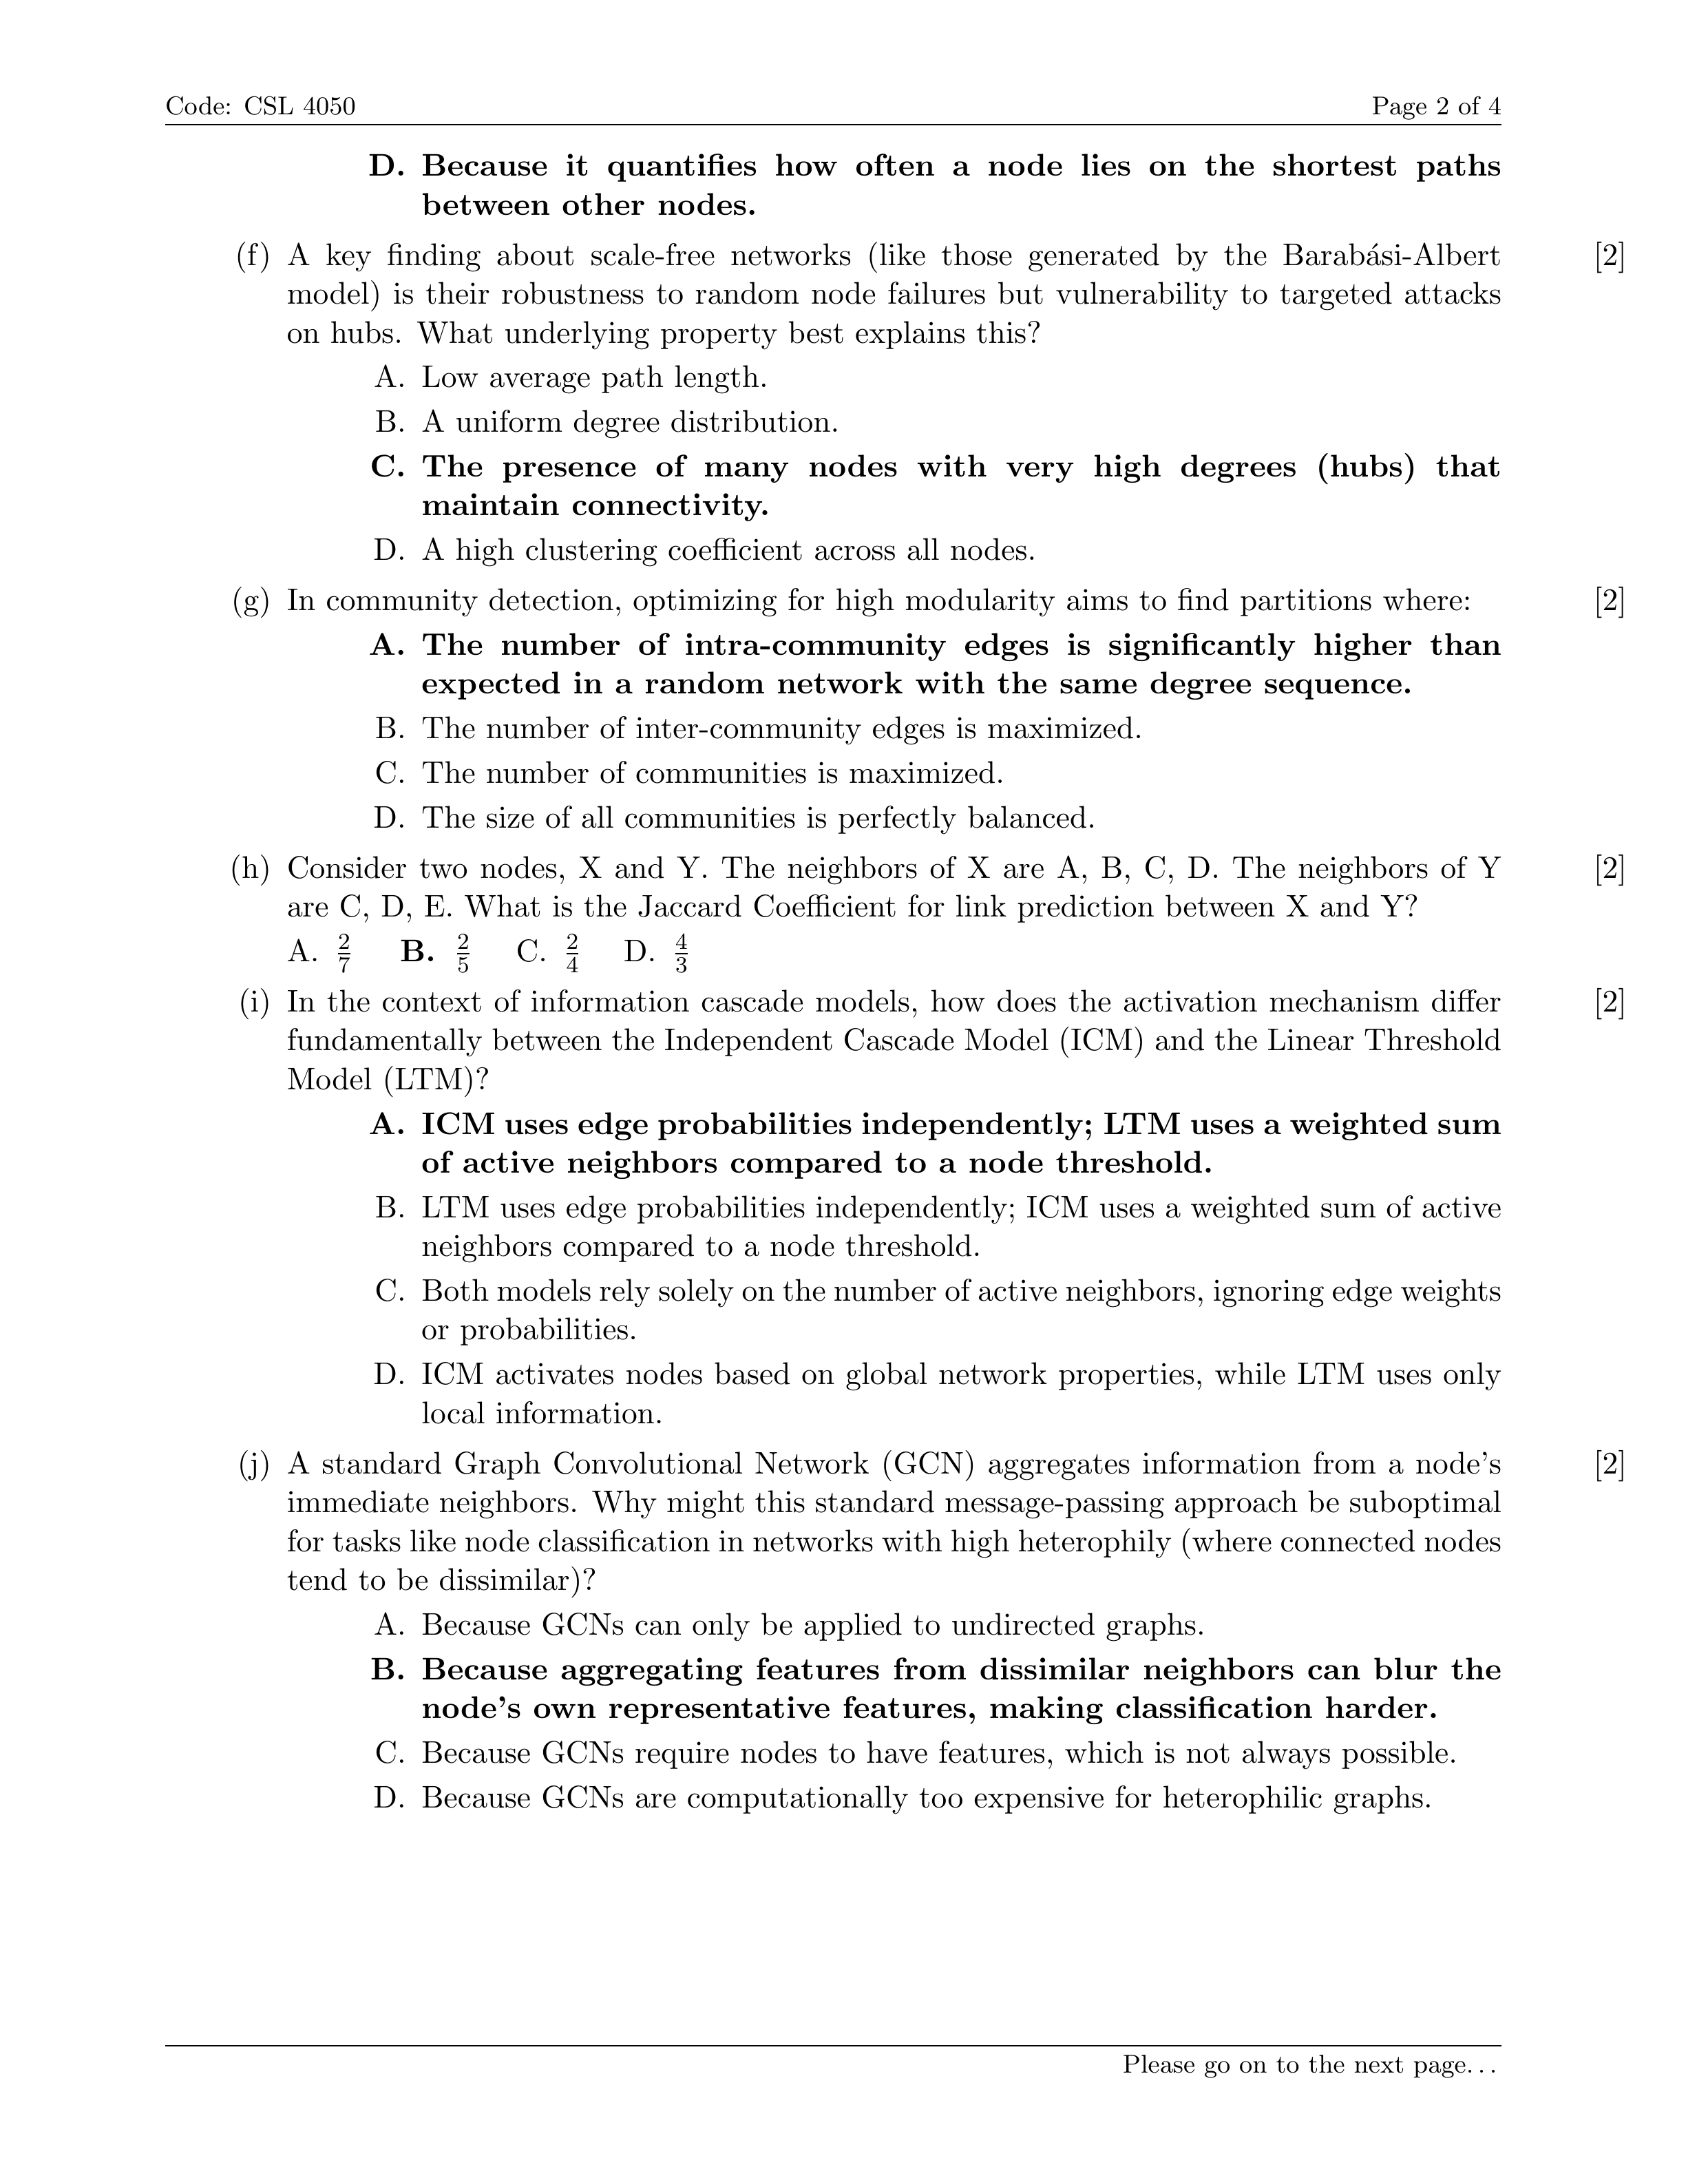 Code: CSL 4050 Page 2 of 4
D. Because it quantifies how often a node lies on the shortest paths
between other nodes.
(f) A key finding about scale-free networks (like those generated by the Barabási-Albert [2]
model) is their robustness to random node failures but vulnerability to targeted attacks
on hubs. What underlying property best explains this?
A. Low average path length.
B. A uniform degree distribution.
C. The presence of many nodes with very high degrees (hubs) that
maintain connectivity.
D. A high clustering coefficient across all nodes.
(g) In community detection, optimizing for high modularity aims to find partitions where: [2]
A. The number of intra-community edges is significantly higher than
expected in a random network with the same degree sequence.
B. The number of inter-community edges is maximized.
C. The number of communities is maximized.
D. The size of all communities is perfectly balanced.
(h) Consider two nodes, X and Y. The neighbors of X are A, B, C, D. The neighbors of Y [2]
are C, D, E. What is the Jaccard Coefficient for link prediction between X and Y?
A. 2/7 B. 2/5 C. 2/4 D. 4/3
(i) In the context of information cascade models, how does the activation mechanism differ [2]
fundamentally between the Independent Cascade Model (ICM) and the Linear Threshold
Model (LTM)?
A. ICM uses edge probabilities independently; LTM uses a weighted sum
of active neighbors compared to a node threshold.
B. LTM uses edge probabilities independently; ICM uses a weighted sum of active
neighbors compared to a node threshold.
C. Both models rely solely on the number of active neighbors, ignoring edge weights
or probabilities.
D. ICM activates nodes based on global network properties, while LTM uses only
local information.
(j) A standard Graph Convolutional Network (GCN) aggregates information from a node's [2]
immediate neighbors. Why might this standard message-passing approach be suboptimal
for tasks like node classification in networks with high heterophily (where connected nodes
tend to be dissimilar)?
A. Because GCNs can only be applied to undirected graphs.
B. Because aggregating features from dissimilar neighbors can blur the
node's own representative features, making classification harder.
C. Because GCNs require nodes to have features, which is not always possible.
D. Because GCNs are computationally too expensive for heterophilic graphs.
Please go on to the next page...